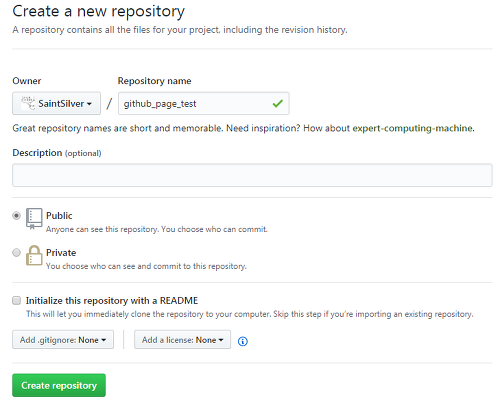 Create a new repository
A repository contains all the files for your project, including the revision history.
Owner Repository name
SaintSilver / github_page_test
Great repository names are short and memorable. Need inspiration? How about expert-computing-machine.
Description (optional)
Public
Anyone can see this repository. You choose who can commit.
Private
You choose who can see and commit to this repository.
Initialize this repository with a README
This will let you immediately clone the repository to your computer. Skip this step if you're importing an existing repository.
Add .gitignore: None Add a license: None
Create repository